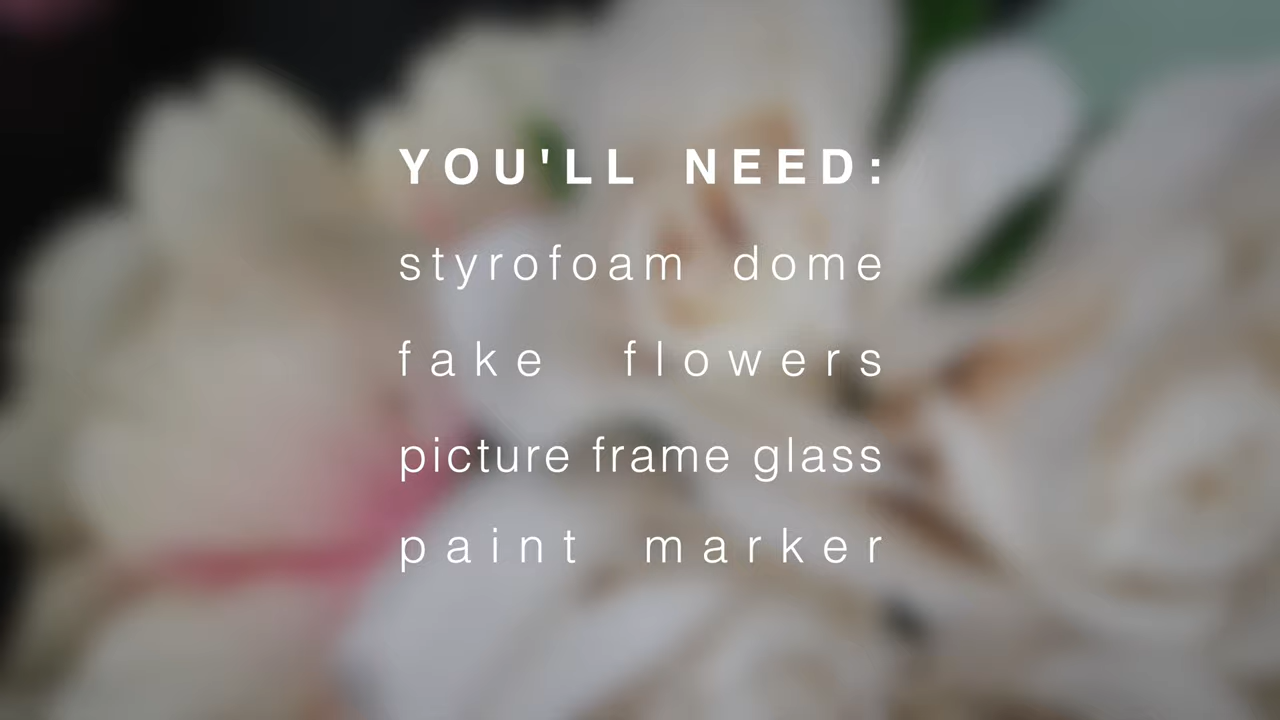 YOU'LL NEED:
styrofoam dome
fake flowers
picture frame glass
paint marker